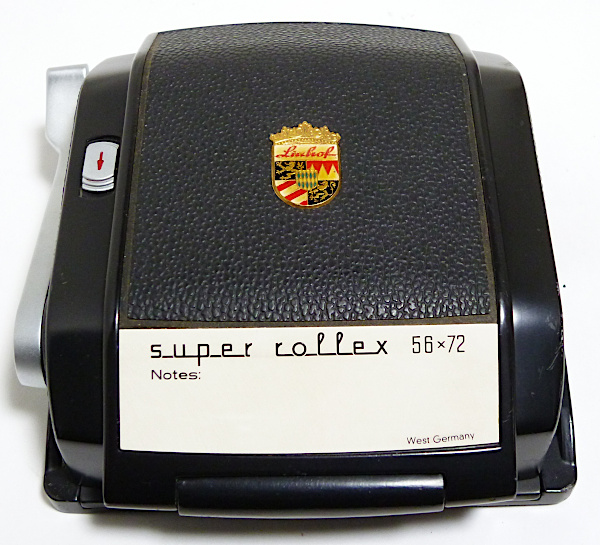 Linhof
super rollex 56×72
Notes:
West Germany